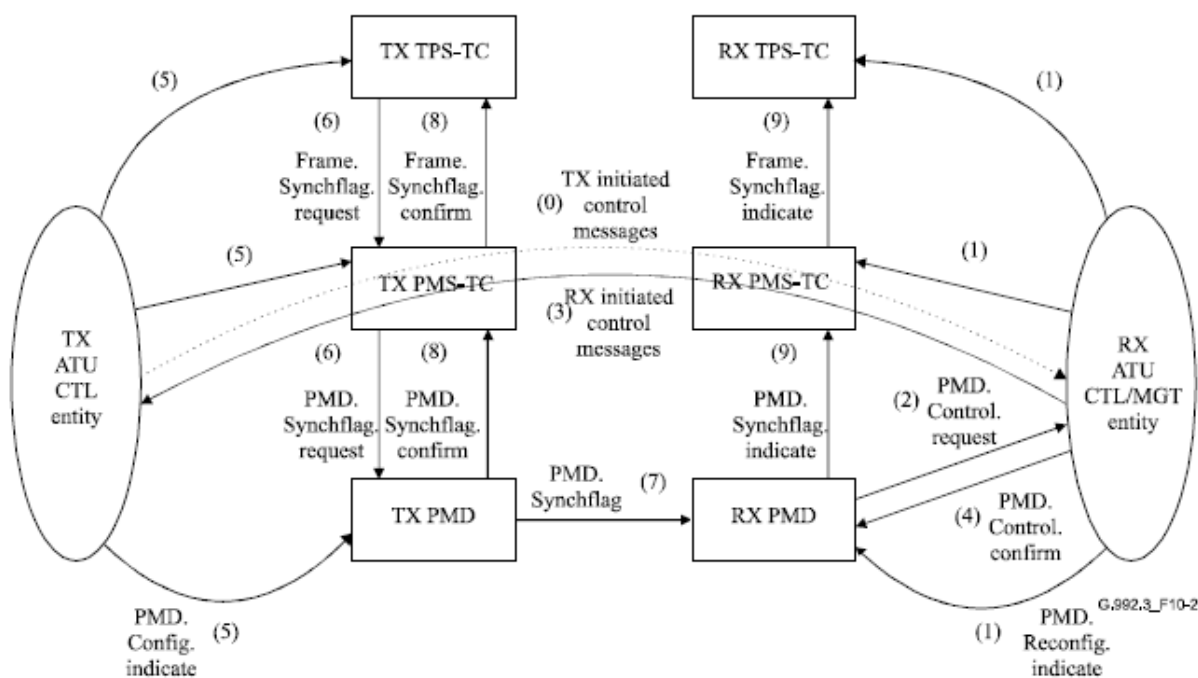 TX TPS-TC
RX TPS-TC
(5)
(1)
(6)
(8)
(9)
Frame.
Synchflag.
request
Frame.
Synchflag.
confirm
Frame.
Synchflag.
indicate
(0)
TX initiated
control
messages
(5)
(1)
TX PMS-TC
RX PMS-TC
(3)
RX initiated
control
messages
TX
ATU
CTL
entity
RX
ATU
CTL/MGT
entity
(6)
(8)
(9)
PMD.
Synchflag.
request
PMD.
Synchflag.
confirm
PMD.
Synchflag.
indicate
(2)
PMD.
Control.
request
PMD.
Synchflag
(7)
TX PMD
RX PMD
(4)
PMD.
Control.
confirm
PMD.
Config.
indicate
(5)
(1)
PMD.
Reconfig.
indicate
G.992.3_F10-2